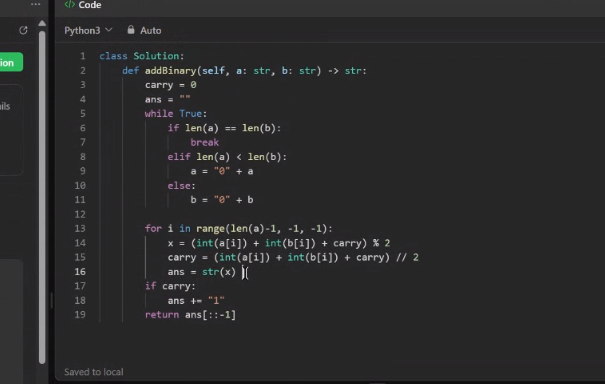 Code
Python3
Auto
ion
ils
1 class Solution:
2 def addBinary(self, a: str, b: str) -> str:
3 carry = 0
4 ans = ""
5 while True:
6 if len(a) == len(b):
7 break
8 elif len(a) < len(b):
9 a = "0" + a
10 else:
11 b = "0" + b
12
13 for i in range(len(a)-1, -1, -1):
14 x = (int(a[i]) + int(b[i]) + carry) % 2
15 carry = (int(a[i]) + int(b[i]) + carry) // 2
16 ans = str(x) (
17 if carry:
18 ans += "1"
19 return ans[::-1]
Saved to local